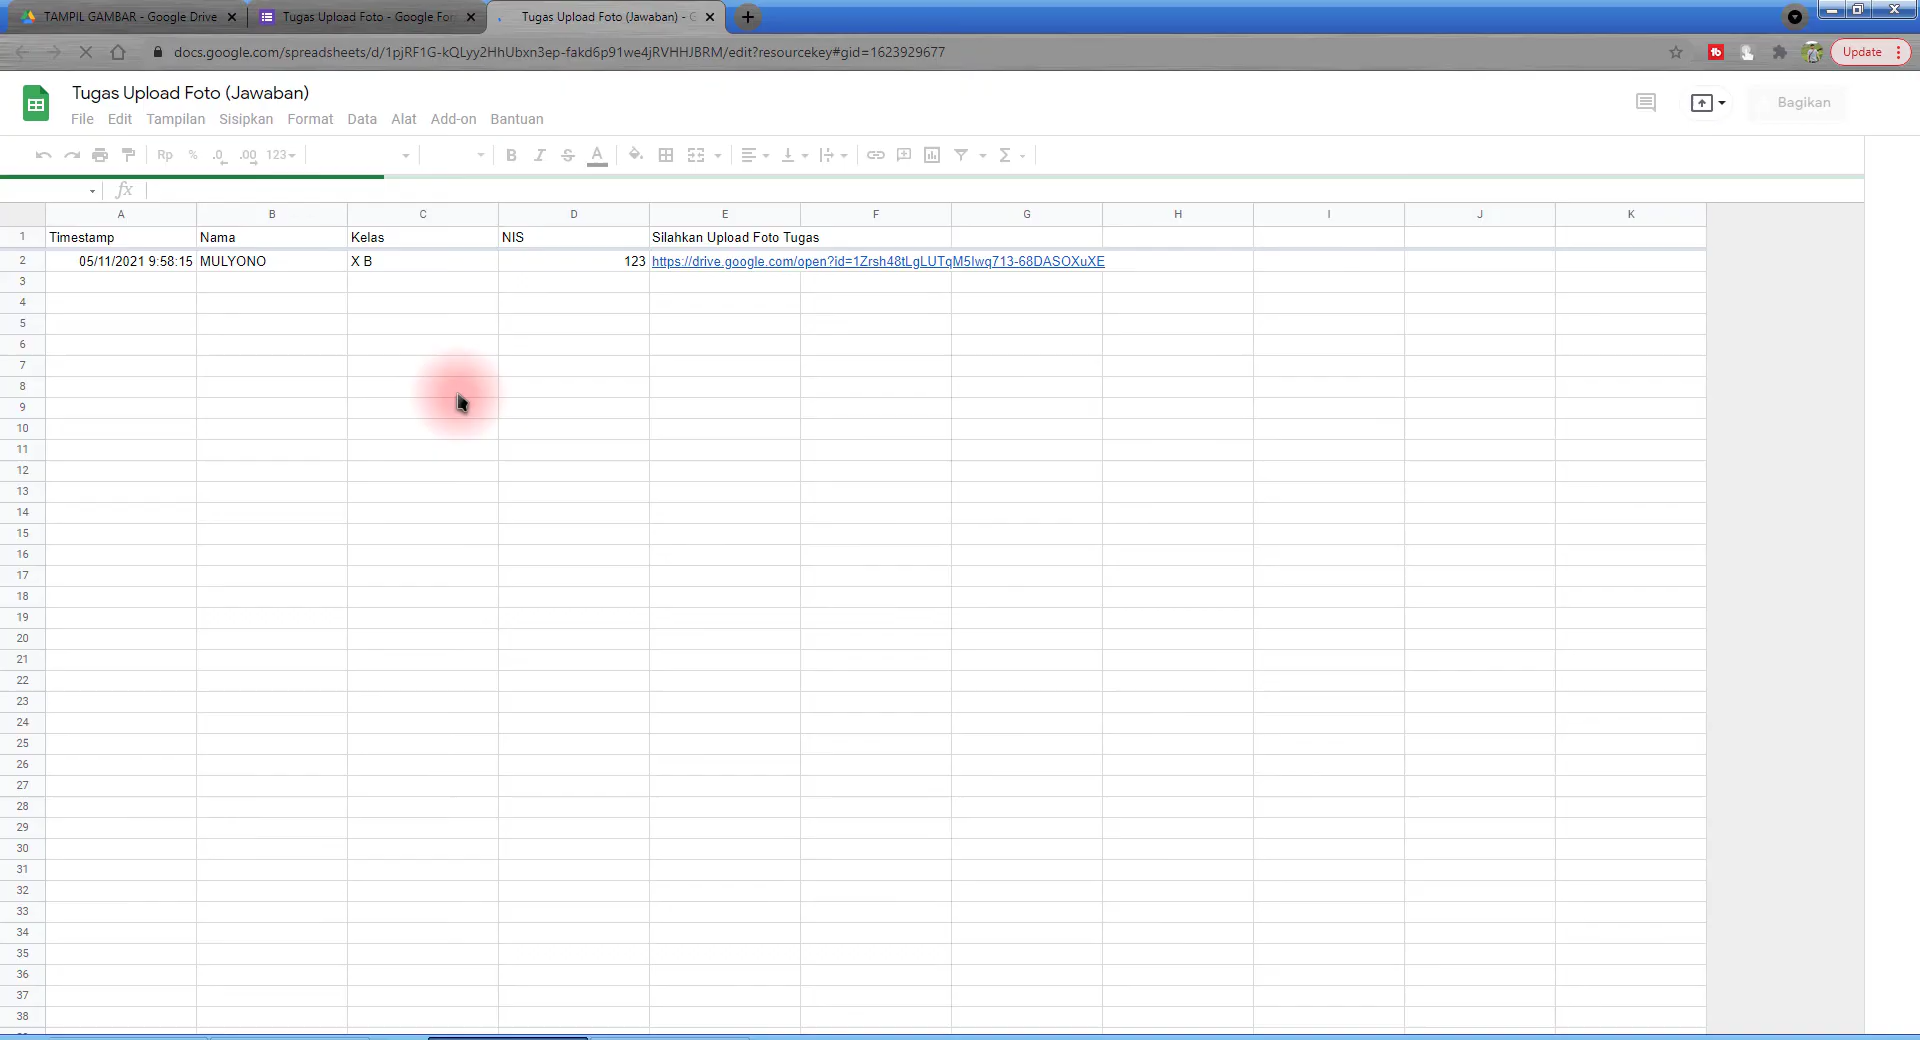 TAMPIL GAMBAR - Google Drive
Tugas Upload Foto - Google For
Tugas Upload Foto (Jawaban) - G
docs.google.com/spreadsheets/d/1pjRF1G-kQLyy2HhUbxn3ep-fakd6p91we4jRVHHJBRM/edit?resourcekey#gid=1623929677
Update
Tugas Upload Foto (Jawaban)
File Edit Tampilan Sisipkan Format Data Alat Add-on Bantuan
Bagikan
Rp % .0 .00 123
fx
A B C D E F G H I J K
1 Timestamp Nama Kelas NIS Silahkan Upload Foto Tugas
2 05/11/2021 9:58:15 MULYONO X B 123 https://drive.google.com/open?id=1Zrsh48tLgLUTqM5Iwq713-68DASOXuXE
3
4
5
6
7
8
9
10
11
12
13
14
15
16
17
18
19
20
21
22
23
24
25
26
27
28
29
30
31
32
33
34
35
36
37
38